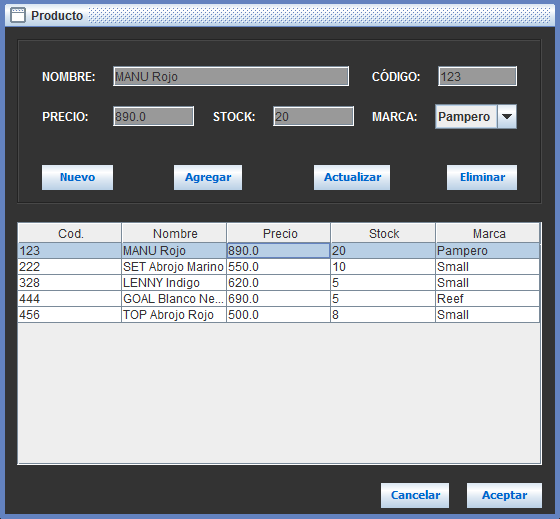 Producto
NOMBRE: MANU Rojo CÓDIGO: 123
PRECIO: 890.0 STOCK: 20 MARCA: Pampero
Nuevo Agregar Actualizar Eliminar
Cod. Nombre Precio Stock Marca
123 MANU Rojo 890.0 20 Pampero
222 SET Abrojo Marino 550.0 10 Small
328 LENNY Indigo 620.0 5 Small
444 GOAL Blanco Ne... 690.0 5 Reef
456 TOP Abrojo Rojo 500.0 8 Small
Cancelar Aceptar